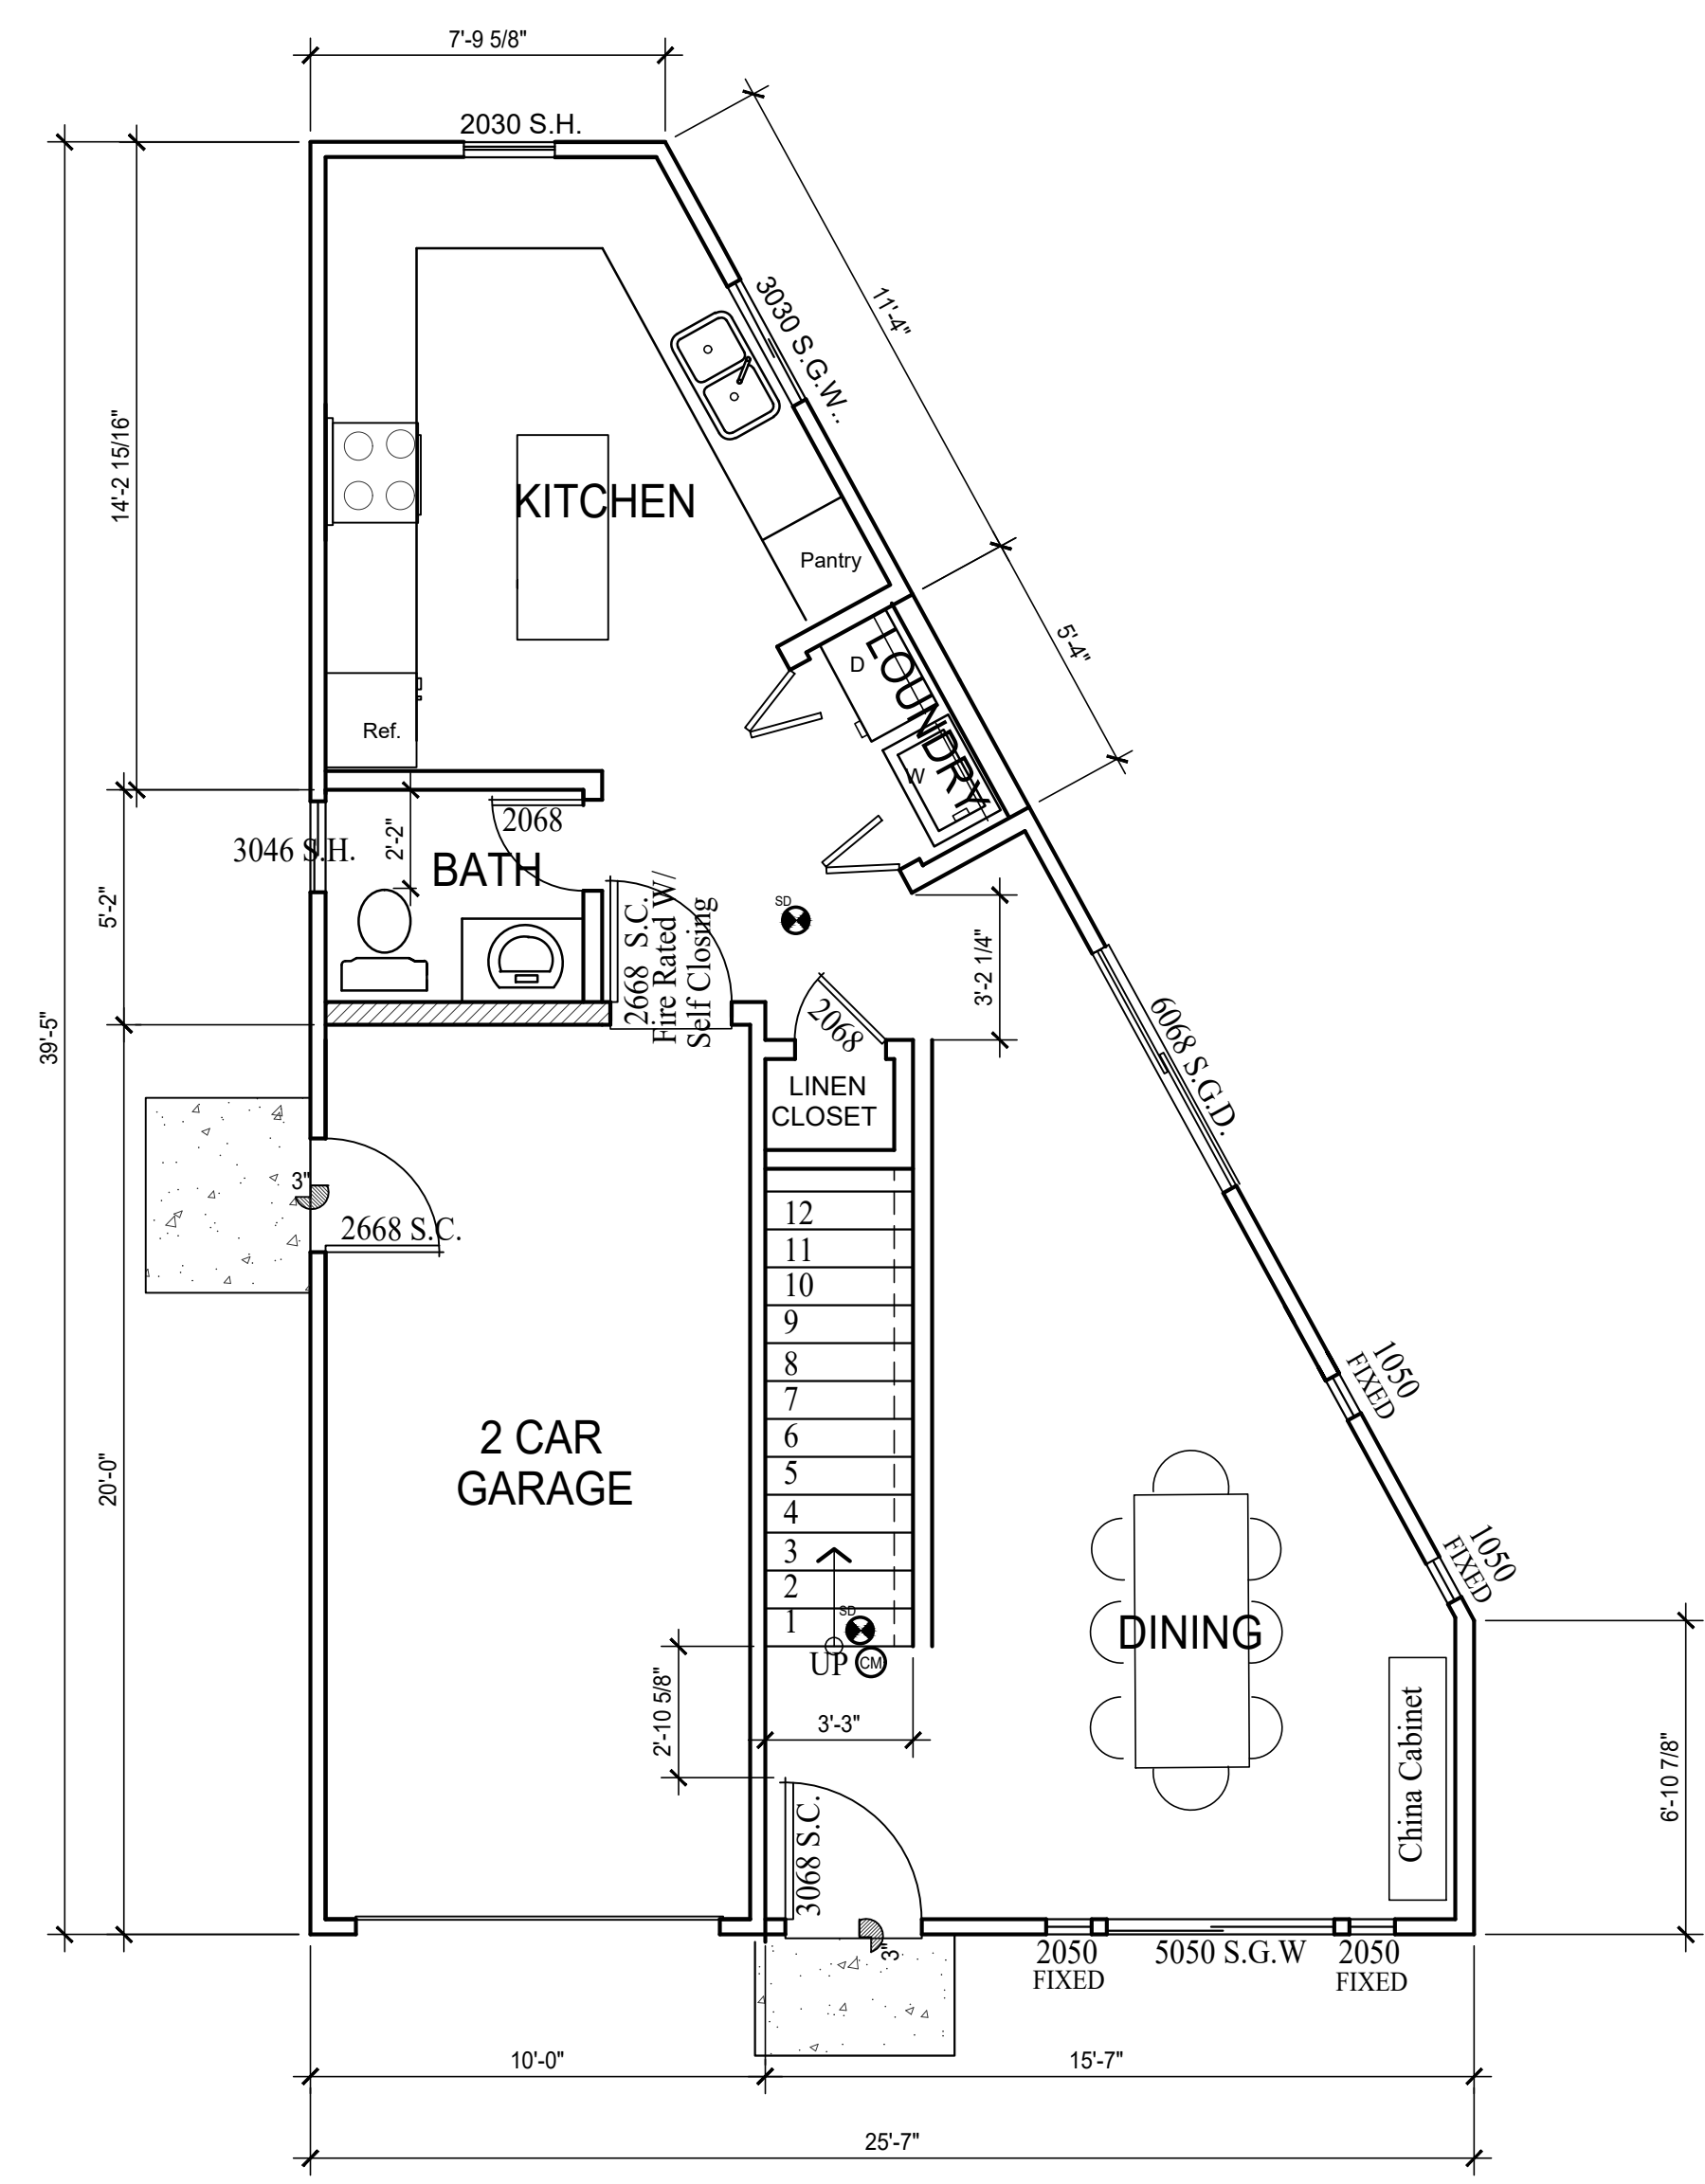 7'-9 5/8"
2030 S.H.
3030 S.G.W..
11'-4"
14'-2 15/16"
KITCHEN
Pantry
5'-4"
D
LOUNDRY
W
Ref.
2068
3046 S.H.
2'-2"
BATH
5'-2"
2668 S.C.
Fire Rated W/
Self Closing
SD
3'-2 1/4"
2068
39'-5"
6068 S.G.D.
LINEN
CLOSET
3"
2668 S.C.
12
11
10
9
8
7
6
5
4
3
2
1
1050
FIXED
2 CAR
GARAGE
20'-0"
1050
FIXED
SD
DINING
UP
CM
2'-10 5/8"
3'-3"
China Cabinet
6'-10 7/8"
3068 S.C.
3"
2050
FIXED
5050 S.G.W
2050
FIXED
10'-0"
15'-7"
25'-7"